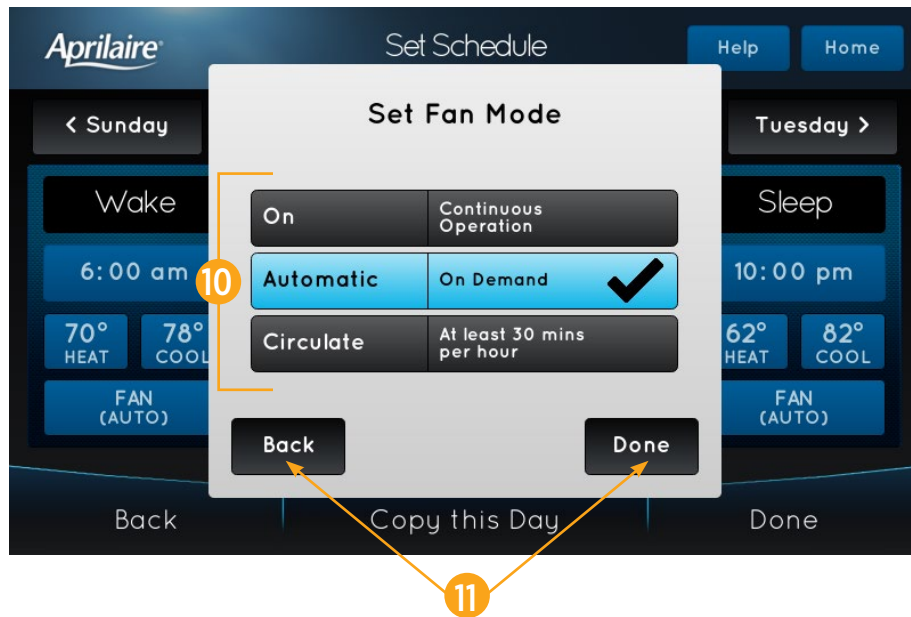 Aprilaire
Set Schedule
Help
Home
< Sunday
Set Fan Mode
Tuesday >
Wake
Sleep
On
Continuous
Operation
6:00 am
10
Automatic
On Demand
10:00 pm
70°
HEAT
78°
COOL
Circulate
At least 30 mins
per hour
62°
HEAT
82°
COOL
FAN
(AUTO)
FAN
(AUTO)
Back
Done
Back
Copy this Day
Done
11